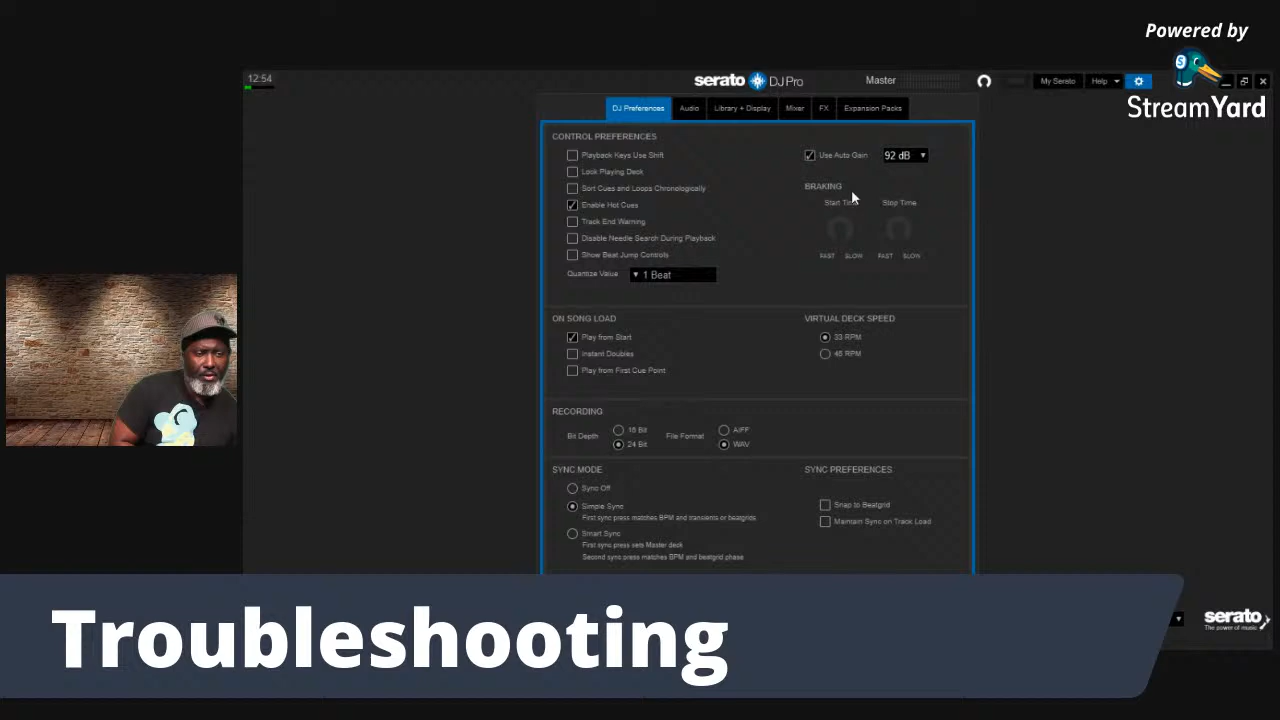 Powered by
StreamYard
12:54
serato DJ Pro
Master
My Serato
Help
DJ Preferences
Audio
Library + Display
Mixer
FX
Expansion Packs
CONTROL PREFERENCES
Playback Keys Use Shift
Lock Playing Deck
Sort Cues and Loops Chronologically
Enable Hot Cues
Track End Warning
Disable Needle Search During Playback
Show Beat Jump Controls
Quantize Value
1 Beat
Use Auto Gain
92 dB
BRAKING
Start Time
Stop Time
FAST SLOW
FAST SLOW
ON SONG LOAD
Play from Start
Instant Doubles
Play from First Cue Point
VIRTUAL DECK SPEED
33 RPM
45 RPM
RECORDING
Bit Depth
16 Bit
24 Bit
File Format
AIFF
WAV
SYNC MODE
Sync Off
Simple Sync
First sync press matches BPM and transients or beatgrids
Smart Sync
First sync press sets Master deck
Second sync press matches BPM and beatgrid phase
SYNC PREFERENCES
Snap to Beatgrid
Maintain Sync on Track Load
Troubleshooting
serato
The power of music